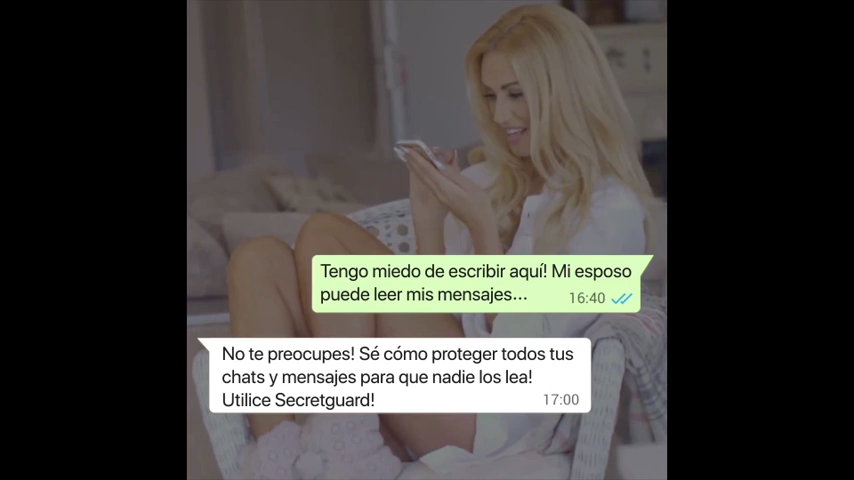 Tengo miedo de escribir aquí! Mi esposo
puede leer mis mensajes...
16:40
No te preocupes! Sé cómo proteger todos tus
chats y mensajes para que nadie los lea!
Utilice Secretguard!
17:00